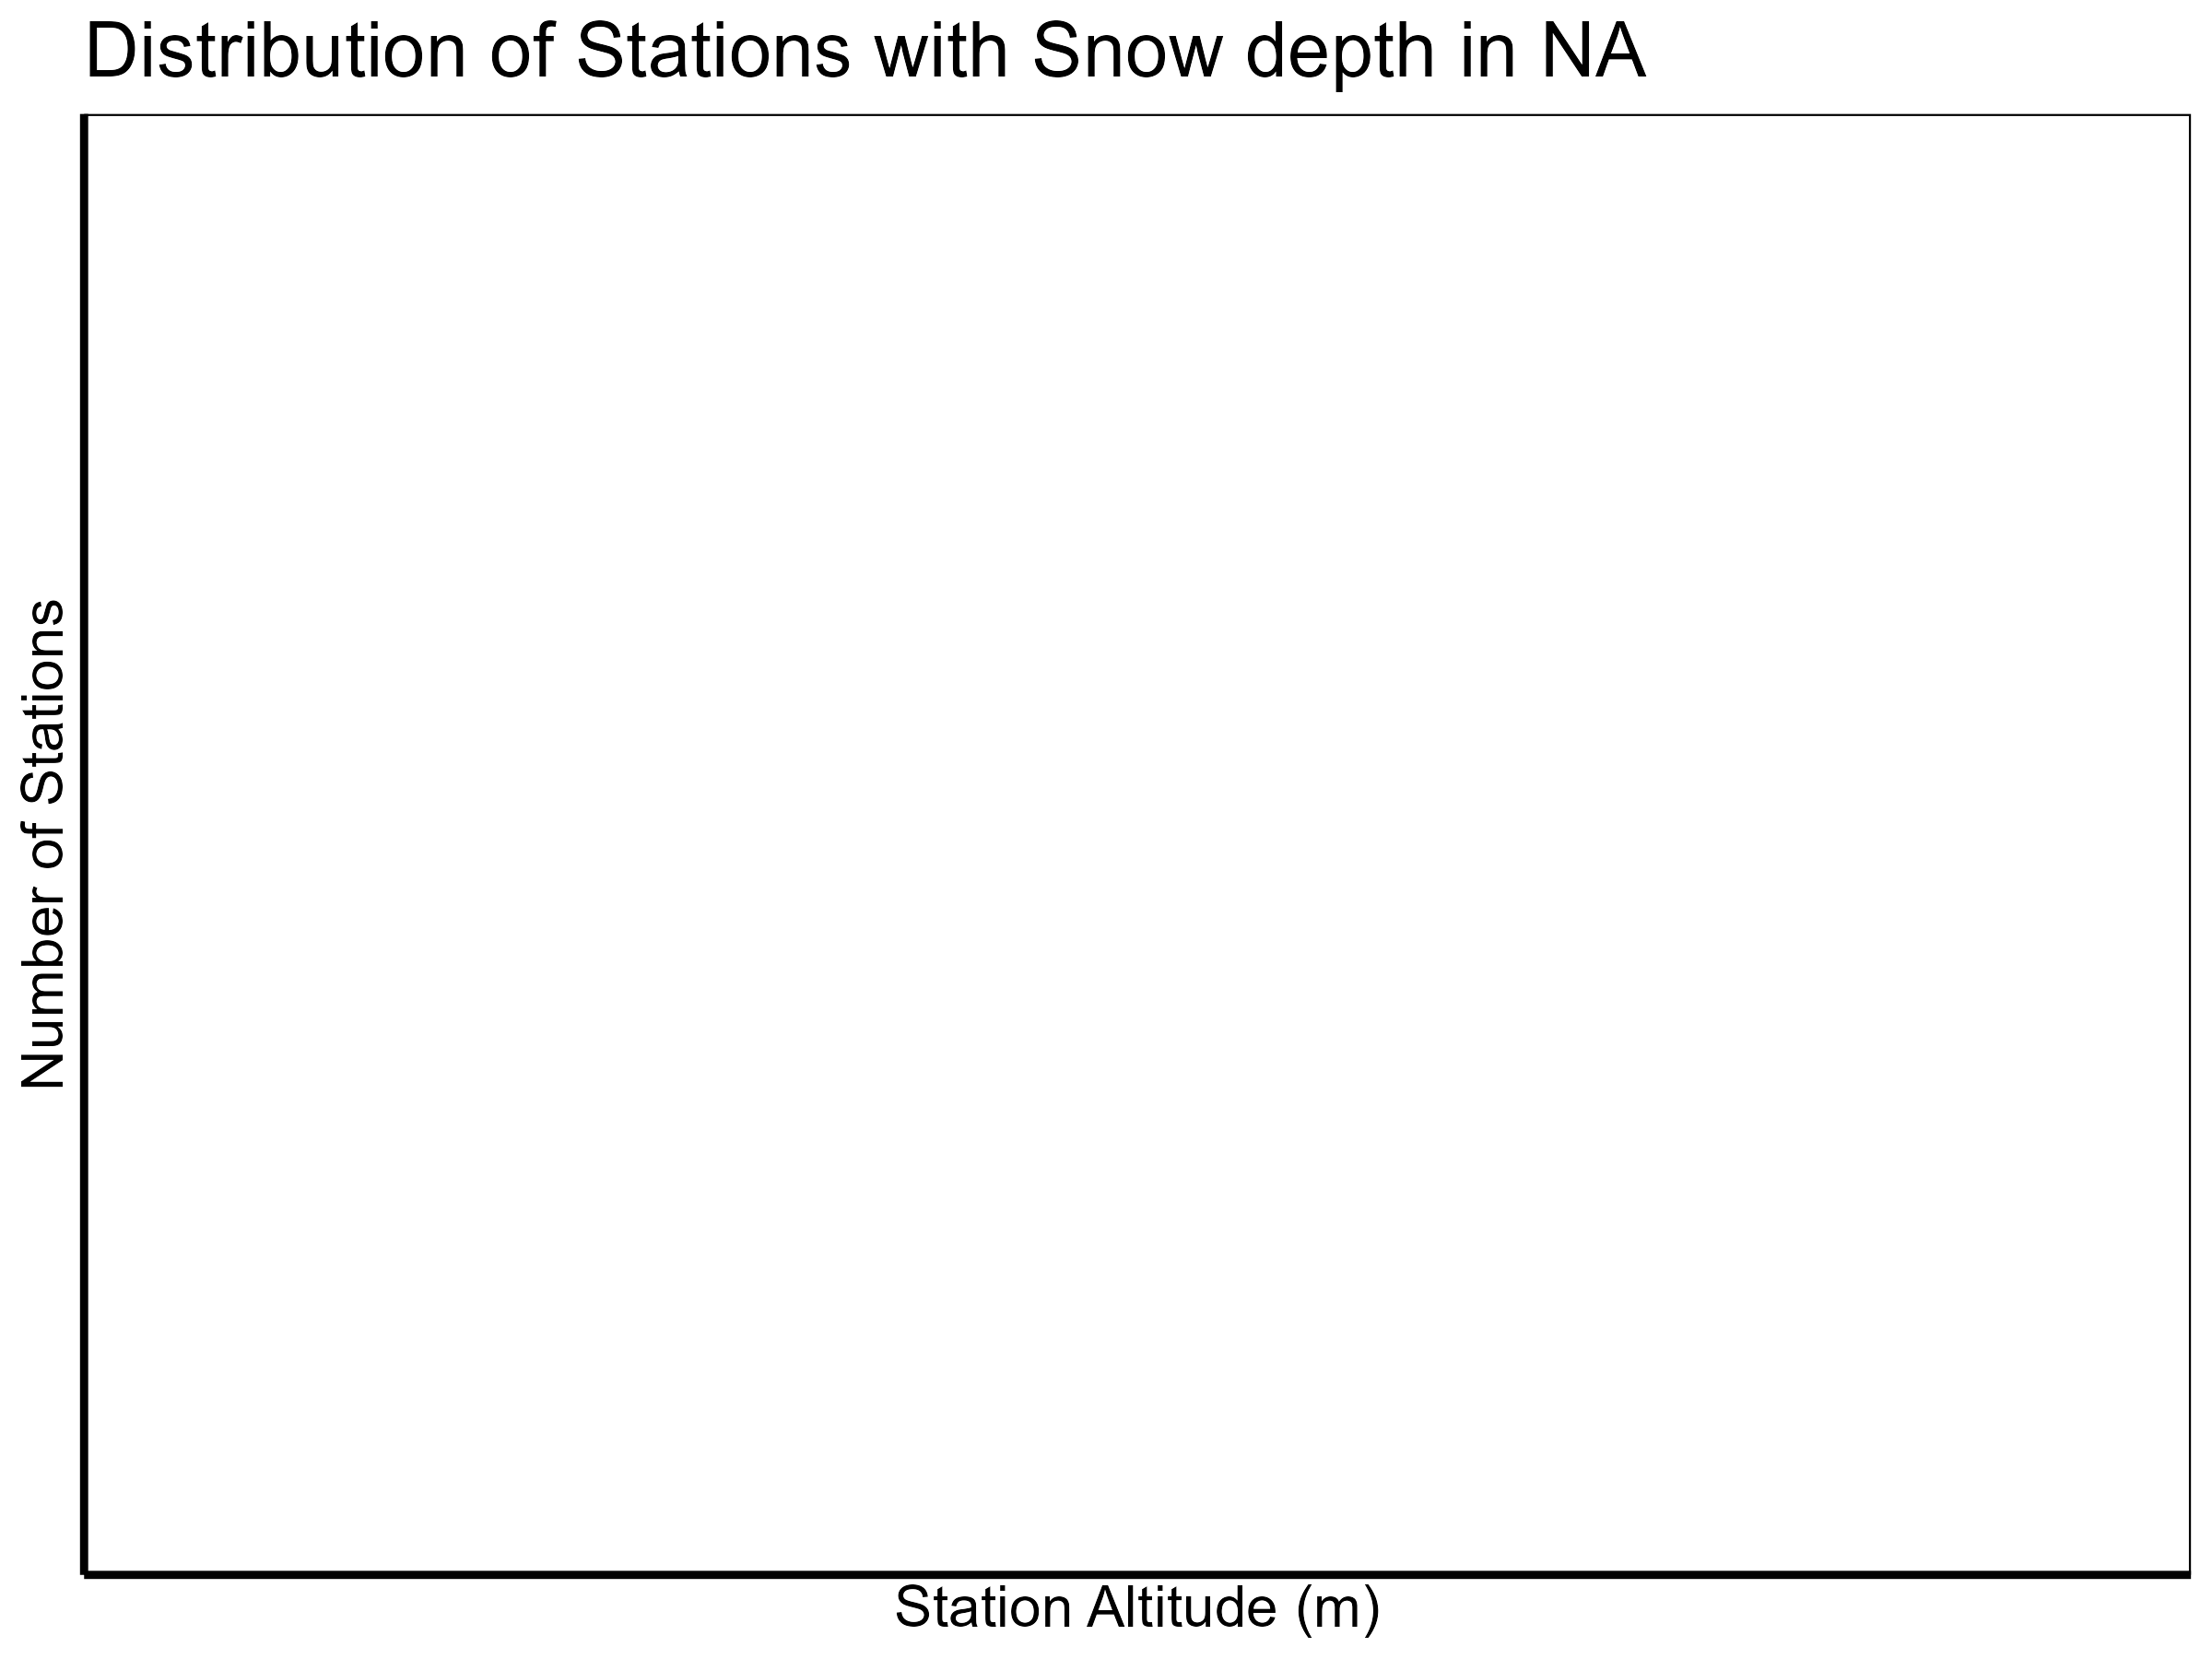 Distribution of Stations with Snow depth in NA
Number of Stations
Station Altitude (m)